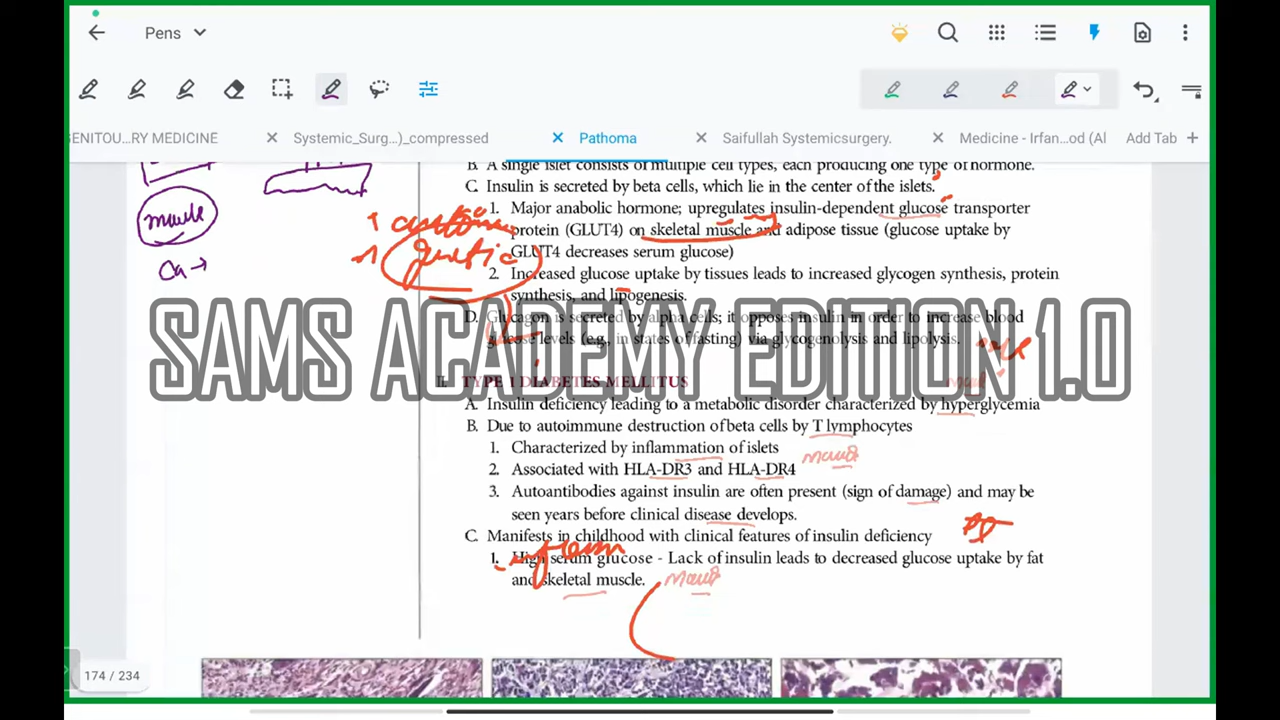 Pens
GENITOU...RY MEDICINE
Systemic_Surg...)_compressed
Pathoma
Saifullah Systemicsurgery.
Medicine - Irfan...od (Al
Add Tab
B. A single islet consists of multiple cell types, each producing one type of hormone.
C. Insulin is secreted by beta cells, which lie in the center of the islets.
1. Major anabolic hormone; upregulates insulin-dependent glucose transporter
protein (GLUT4) on skeletal muscle and adipose tissue (glucose uptake by
GLUT4 decreases serum glucose)
muscle
genetic
Ca →
2. Increased glucose uptake by tissues leads to increased glycogen synthesis, protein
synthesis, and lipogenesis.
D. Glucagon is secreted by alpha cells; it opposes insulin in order to increase blood
glucose levels (e.g., in states of fasting) via glycogenolysis and lipolysis.
SAMS ACADEMY EDITION 1.0
II. TYPE 1 DIABETES MELLITUS
A. Insulin deficiency leading to a metabolic disorder characterized by hyperglycemia
B. Due to autoimmune destruction of beta cells by T lymphocytes
1. Characterized by inflammation of islets
2. Associated with HLA-DR3 and HLA-DR4
3. Autoantibodies against insulin are often present (sign of damage) and may be
seen years before clinical disease develops.
C. Manifests in childhood with clinical features of insulin deficiency
1. High serum glucose - Lack of insulin leads to decreased glucose uptake by fat
and skeletal muscle.
174 / 234